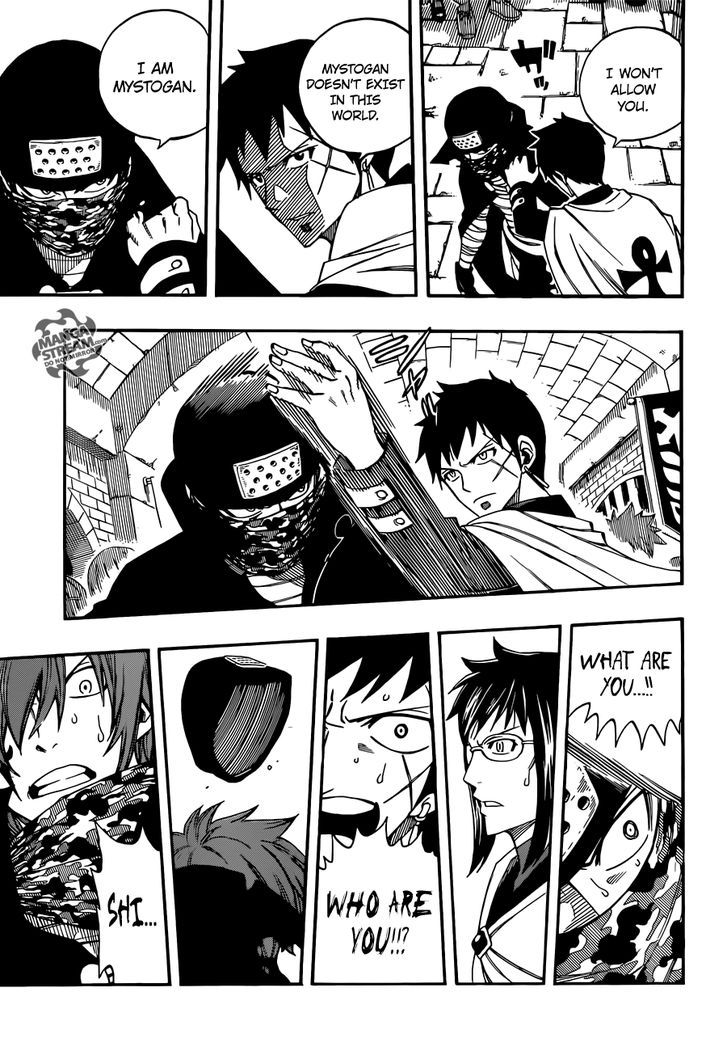 I WON'T
ALLOW
YOU.
MYSTOGAN
DOESN'T EXIST
IN THIS
WORLD.
I AM
MYSTOGAN.
MANGA
STREAM.com
DO NOT MIRROR
WHAT ARE
YOU...!!
WHO ARE
YOU!!?
SHI...